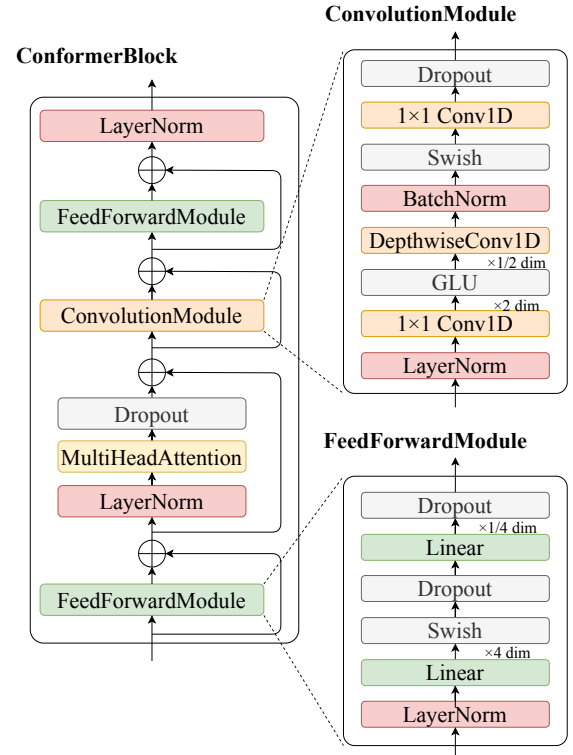 ConformerBlock
LayerNorm
FeedForwardModule
ConvolutionModule
Dropout
MultiHeadAttention
LayerNorm
FeedForwardModule
ConvolutionModule
Dropout
1×1 Conv1D
Swish
BatchNorm
DepthwiseConv1D
×1/2 dim
GLU
×2 dim
1×1 Conv1D
LayerNorm
FeedForwardModule
Dropout
×1/4 dim
Linear
Dropout
Swish
×4 dim
Linear
LayerNorm